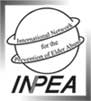 International Network
for the
Prevention of Elder Abuse
INPEA